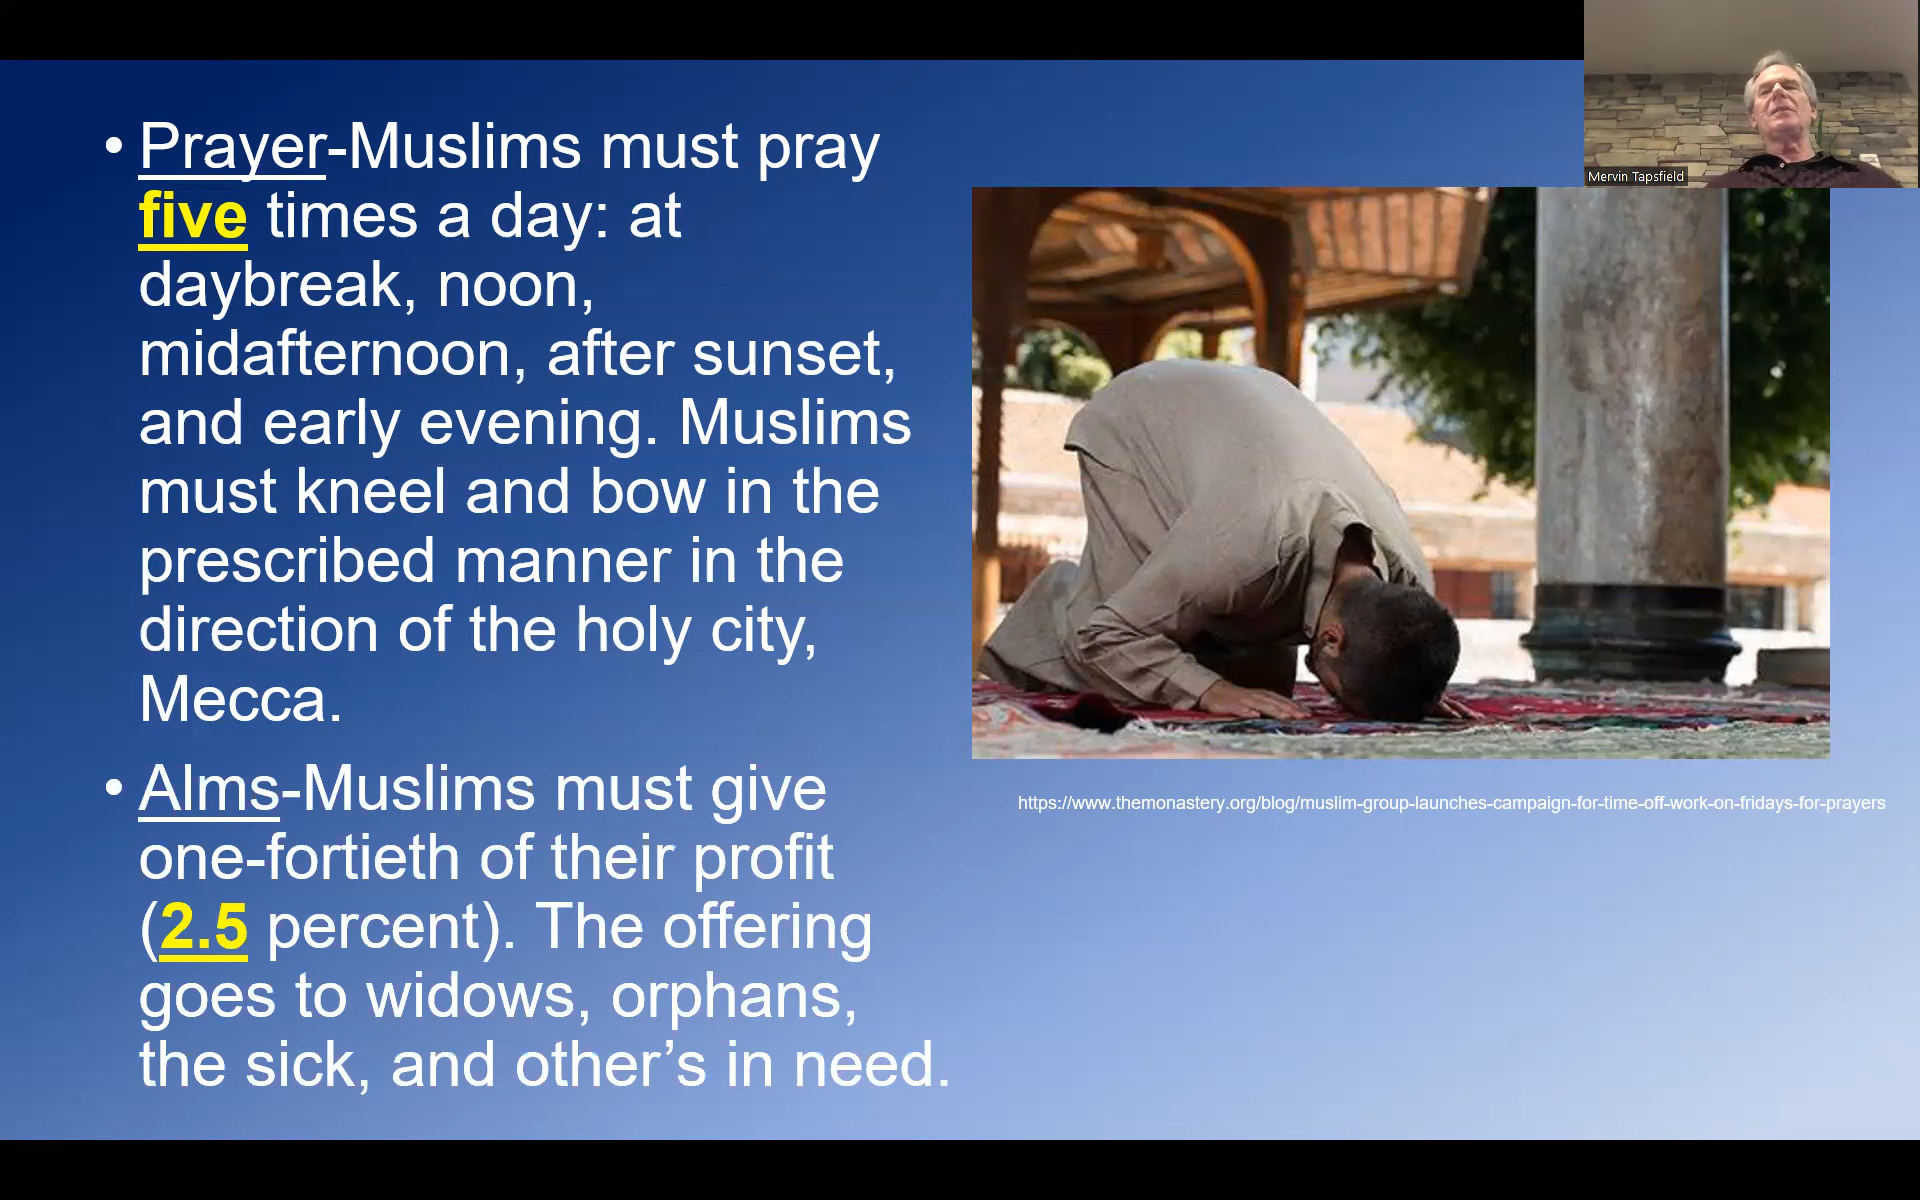 • Prayer-Muslims must pray
five times a day: at
daybreak, noon,
midafternoon, after sunset,
and early evening. Muslims
must kneel and bow in the
prescribed manner in the
direction of the holy city,
Mecca.
• Alms-Muslims must give
one-fortieth of their profit
(2.5 percent). The offering
goes to widows, orphans,
the sick, and other’s in need.
Mervin Tapsfield
https://www.themonastery.org/blog/muslim-group-launches-campaign-for-time-off-work-on-fridays-for-prayers